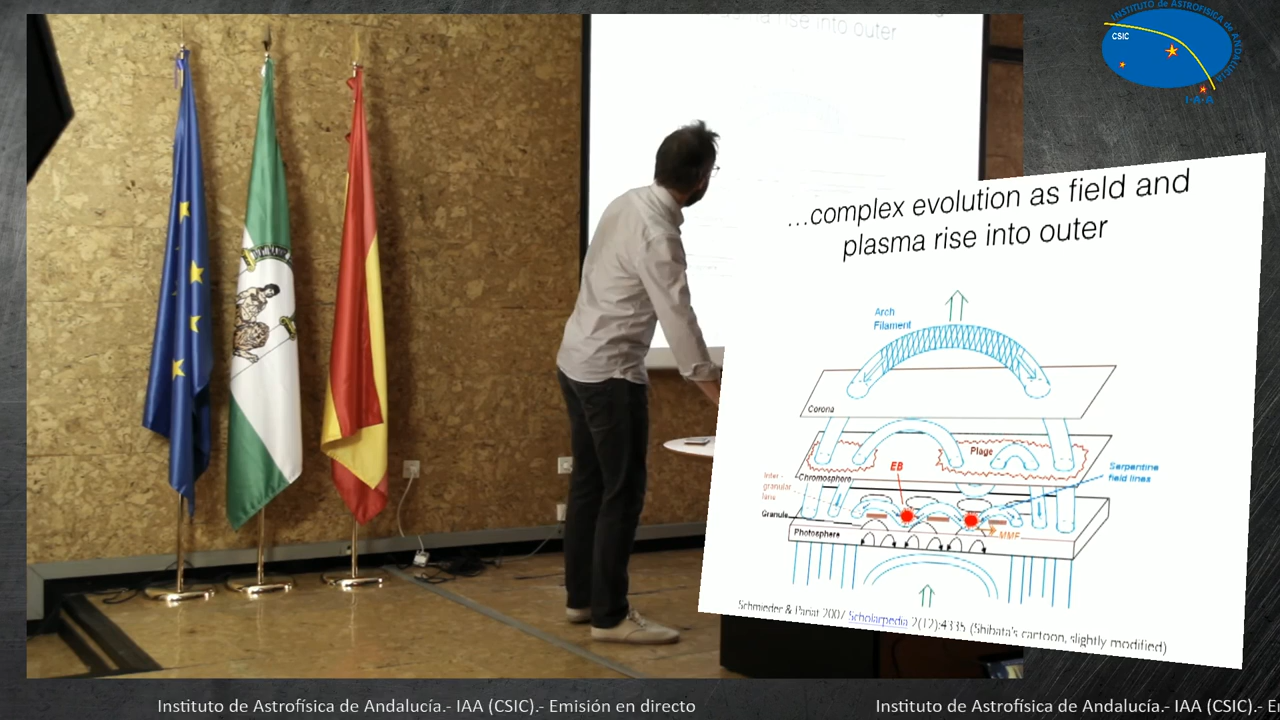 INSTITUTO de ASTROFÍSICA de ANDALUCÍA
CSIC
I·A·A
plasma rise into outer
...complex evolution as field and
plasma rise into outer
Arch
Filament
Corona
Plage
EB
Chromosphere
Serpentine
field lines
Inter-
granular
lane
Granule
MMF
Photosphere
Schmieder & Pariat 2007 Scholarpedia 2(12):4335 (Shibata's cartoon, slightly modified)
Instituto de Astrofísica de Andalucía.- IAA (CSIC).- Emisión en directo
Instituto de Astrofísica de Andalucía.- IAA (CSIC).- E